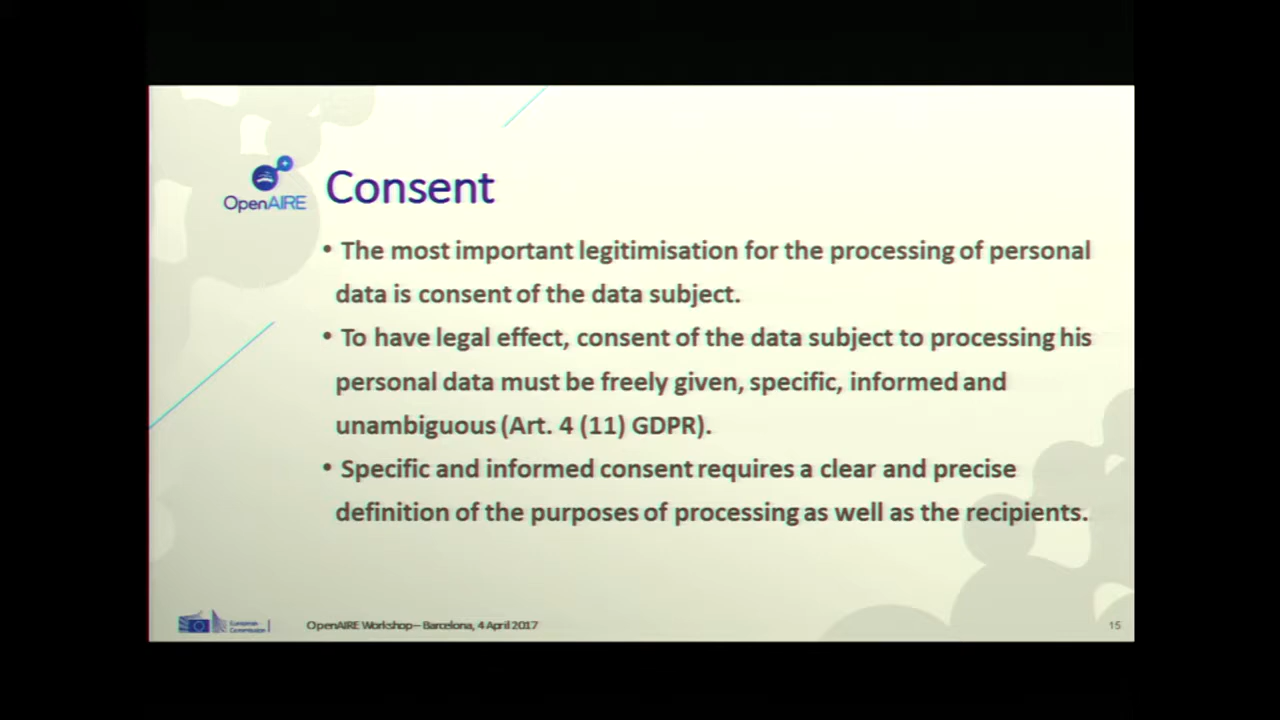 OpenAIRE
Consent
• The most important legitimisation for the processing of personal
data is consent of the data subject.
• To have legal effect, consent of the data subject to processing his
personal data must be freely given, specific, informed and
unambiguous (Art. 4 (11) GDPR).
• Specific and informed consent requires a clear and precise
definition of the purposes of processing as well as the recipients.
European
Commission
OpenAIRE Workshop – Barcelona, 4 April 2017
15